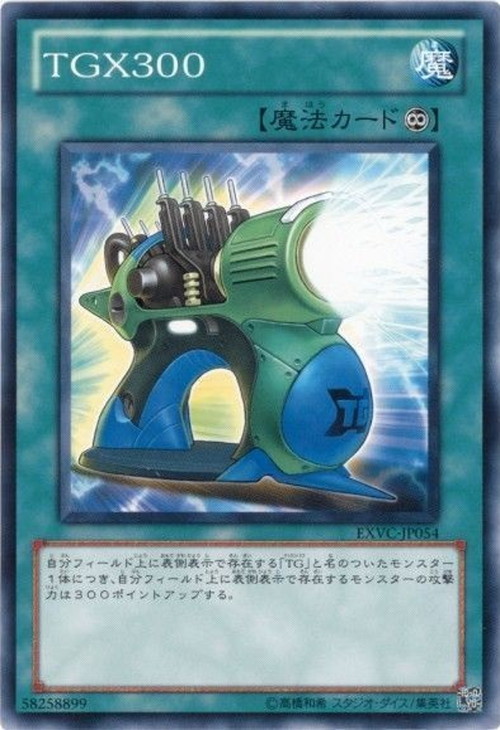 TGX300
魔
【魔法カード∞】
TG
EXVC-JP054
自分フィールド上に表側表示で存在する「TG」と名のついたモンスター
1体につき、自分フィールド上に表側表示で存在するモンスターの攻撃
力は300ポイントアップする。
58258899
©高橋和希 スタジオ・ダイス/集英社